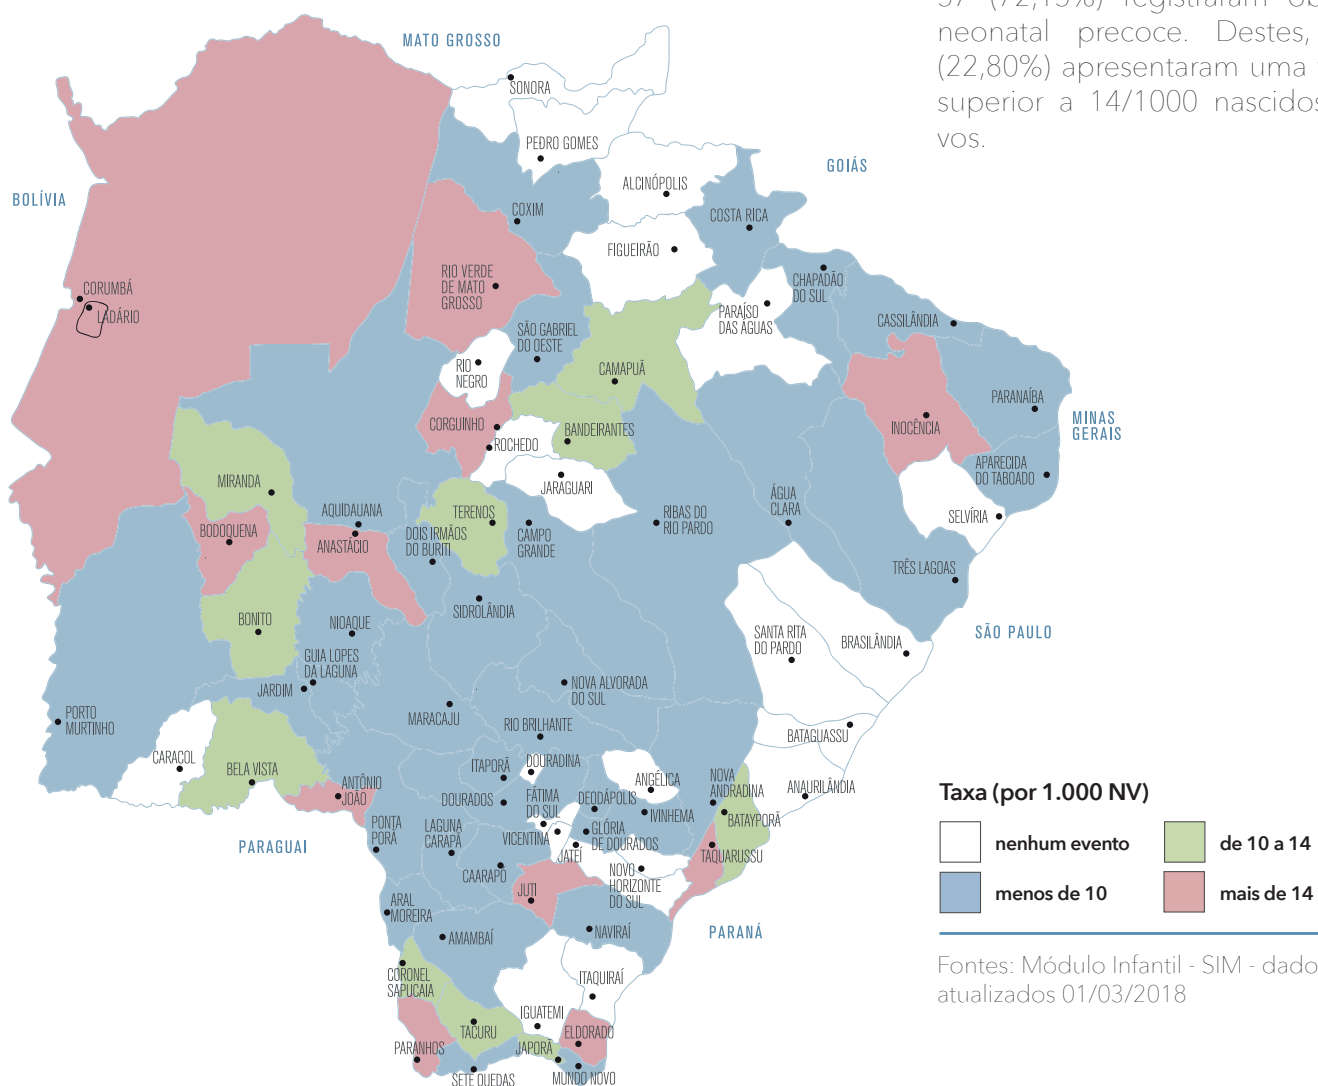 57 (72,15%) registraram
neonatal precoce. Destes,
(22,80%) apresentaram uma
superior a 14/1000 nascidos
vos.
MATO GROSSO
SONORA
PEDRO GOMES
GOIÁS
ALCINÓPOLIS
BOLÍVIA
COXIM
COSTA RICA
FIGUEIRÃO
RIO VERDE
DE MATO
GROSSO
CHAPADÃO
DO SUL
CORUMBÁ
LADÁRIO
PARAÍSO
DAS ÁGUAS
CASSILÂNDIA
SÃO GABRIEL
DO OESTE
RIO
NEGRO
CAMAPUÃ
PARANAÍBA
MINAS
GERAIS
CORGUINHO
BANDEIRANTES
INOCÊNCIA
ROCHEDO
APARECIDA
DO TABOADO
MIRANDA
JARAGUARI
ÁGUA
CLARA
AQUIDAUANA
TERENOS
RIBAS DO
RIO PARDO
SELVÍRIA
BODOQUENA
ANASTÁCIO
DOIS IRMÃOS
DO BURITI
CAMPO
GRANDE
TRÊS LAGOAS
SIDROLÂNDIA
BONITO
NIOAQUE
SANTA RITA
DO PARDO
BRASILÂNDIA
SÃO PAULO
GUIA LOPES
DA LAGUNA
JARDIM
NOVA ALVORADA
DO SUL
PORTO
MURTINHO
MARACAJU
RIO BRILHANTE
BATAGUASSU
CARACOL
BELA VISTA
ITAPORÃ
DOURADINA
ANGÉLICA
NOVA
ANDRADINA
ANAURILÂNDIA
ANTÔNIO
JOÃO
DOURADOS
FÁTIMA
DO SUL
DEODÁPOLIS
IVINHEMA
BATAYPORÃ
PONTA
PORÃ
LAGUNA
CARAPÃ
VICENTINA
GLÓRIA
DE DOURADOS
PARAGUAI
JATEÍ
TAQUARUSSU
CAARAPÓ
NOVO
HORIZONTE
DO SUL
JUTI
ARAL
MOREIRA
AMAMBAÍ
NAVIRAÍ
PARANÁ
CORONEL
SAPUCAIA
ITAQUIRAÍ
IGUATEMI
TACURU
ELDORADO
PARANHOS
JAPORÃ
SETE QUEDAS
MUNDO NOVO
Taxa (por 1.000 NV)
nenhum evento
de 10 a 14
menos de 10
mais de 14
Fontes: Módulo Infantil - SIM - dado
atualizados 01/03/2018